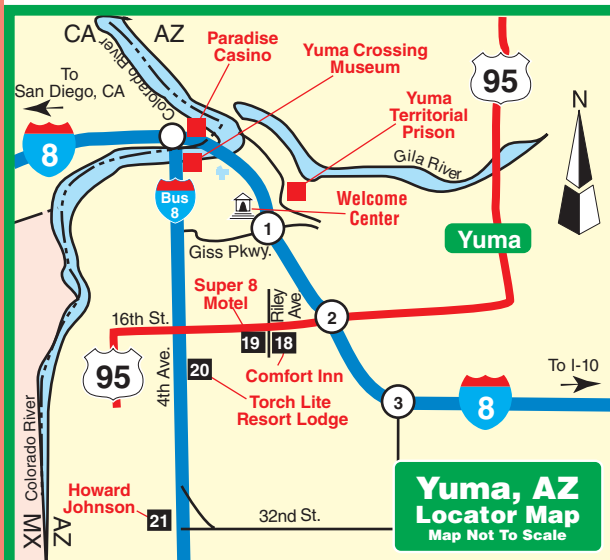 CA AZ
Paradise
Casino
Yuma Crossing
Museum
To
San Diego, CA
Colorado River
95
N
Yuma
Territorial
Prison
8
Gila River
Bus
8
Welcome
Center
1
Giss Pkwy.
Yuma
Super 8
Motel
Riley
Ave.
16th St.
2
19
18
95
4th Ave.
20
Comfort Inn
To I-10
Torch Lite
Resort Lodge
3
8
Colorado River
Howard
Johnson
21
32nd St.
MX
AZ
Yuma, AZ
Locator Map
Map Not To Scale